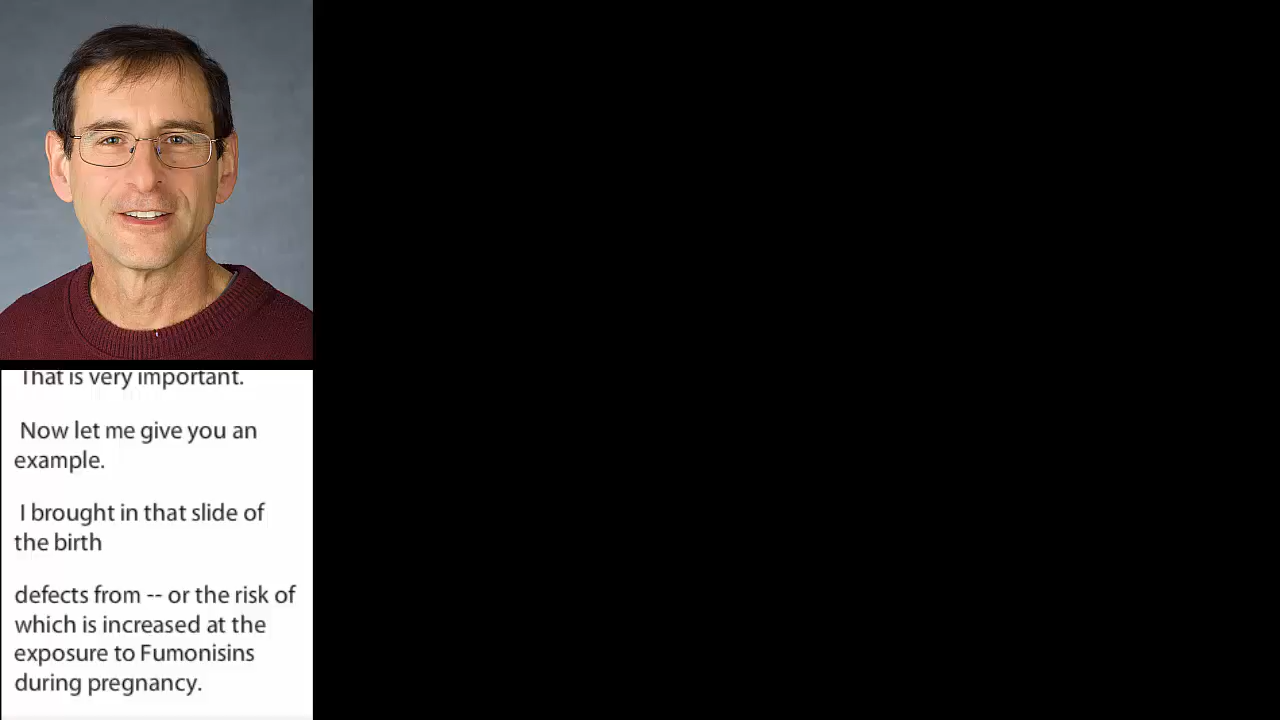 That is very important.
Now let me give you an
example.
I brought in that slide of
the birth
defects from -- or the risk of
which is increased at the
exposure to Fumonisins
during pregnancy.